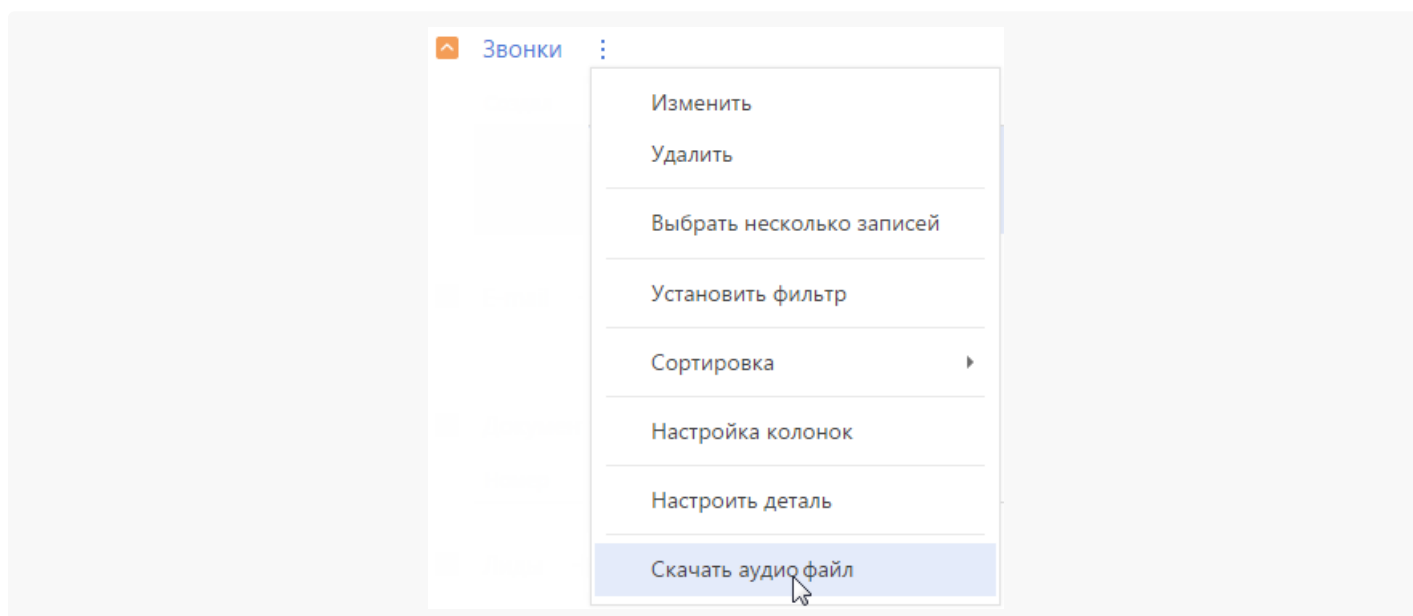 Звонки
Изменить
Удалить
Выбрать несколько записей
Установить фильтр
Сортировка
Настройка колонок
Настроить деталь
Скачать аудио файл